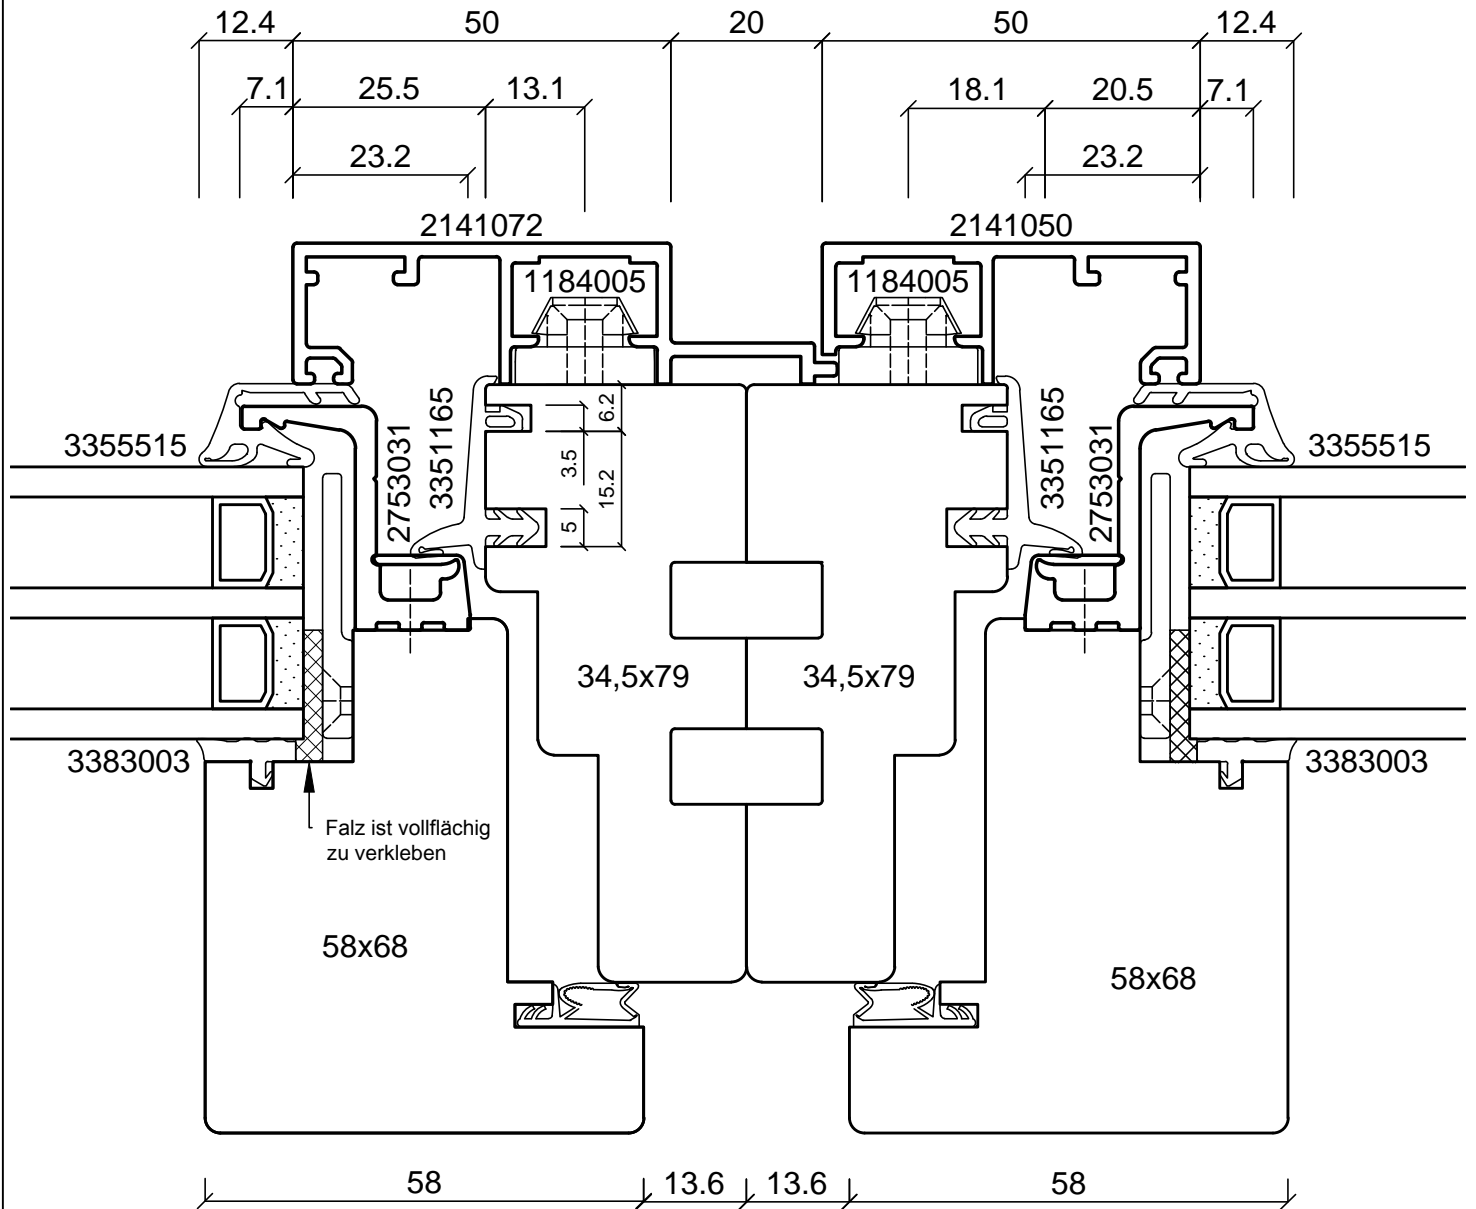 12.4 50 20 50 12.4
7.1 25.5 13.1 18.1 20.5 7.1
23.2 23.2
2141072 2141050
1184005 1184005
3355515 2753031 3351165 6.2 3.5 15.2 5 3351165 2753031 3355515
34,5x79 34,5x79
3383003 3383003
Falz ist vollflächig
zu verkleben
58x68 58x68
58 13.6 13.6 58